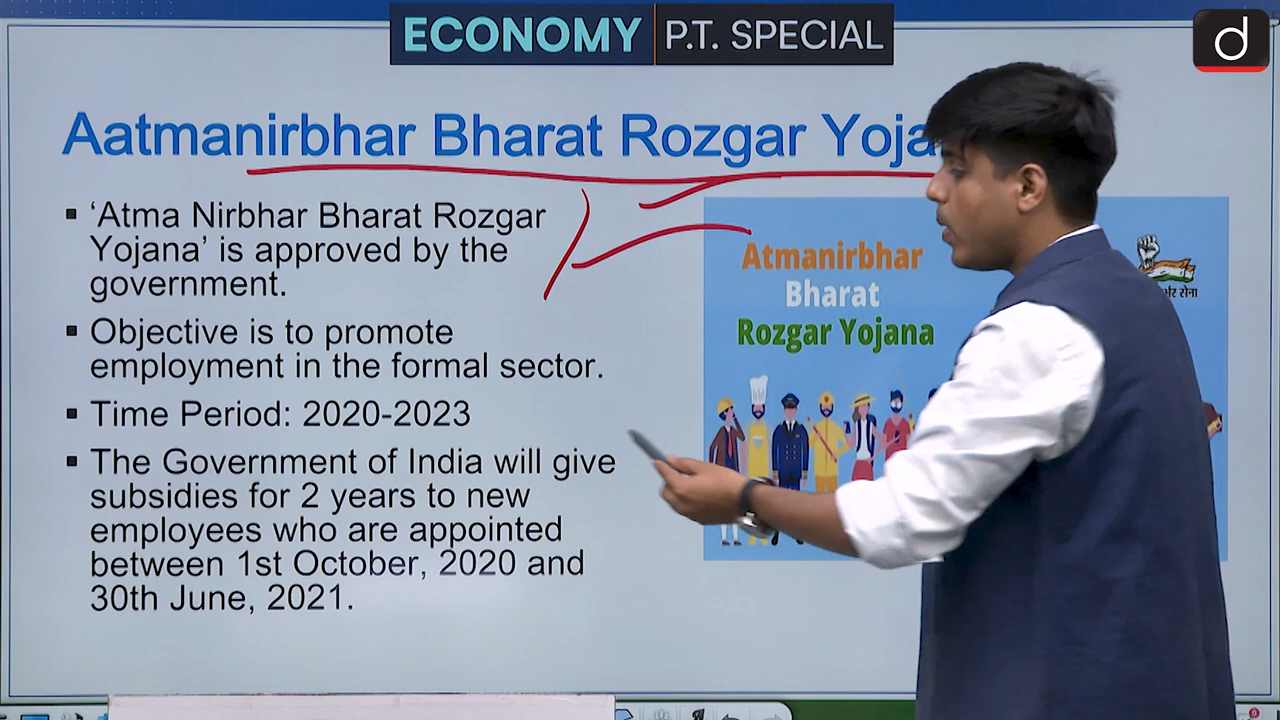 ECONOMY P.T. SPECIAL
d
Aatmanirbhar Bharat Rozgar Yoja
▪ ‘Atma Nirbhar Bharat Rozgar
Yojana’ is approved by the
government.
▪ Objective is to promote
employment in the formal sector.
▪ Time Period: 2020-2023
▪ The Government of India will give
subsidies for 2 years to new
employees who are appointed
between 1st October, 2020 and
30th June, 2021.
Atmanirbhar
Bharat
Rozgar Yojana
सेना